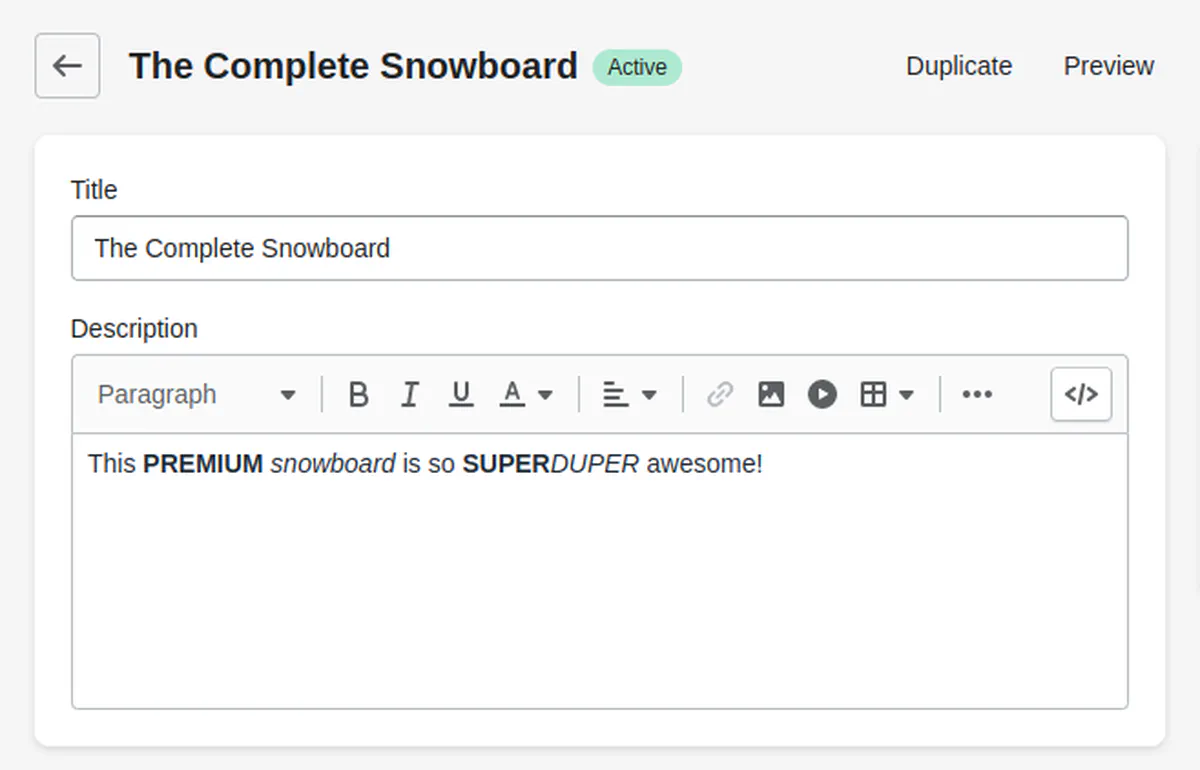 The Complete Snowboard Active Duplicate Preview
Title
The Complete Snowboard
Description
Paragraph B I U A </>
This PREMIUM snowboard is so SUPERDUPER awesome!